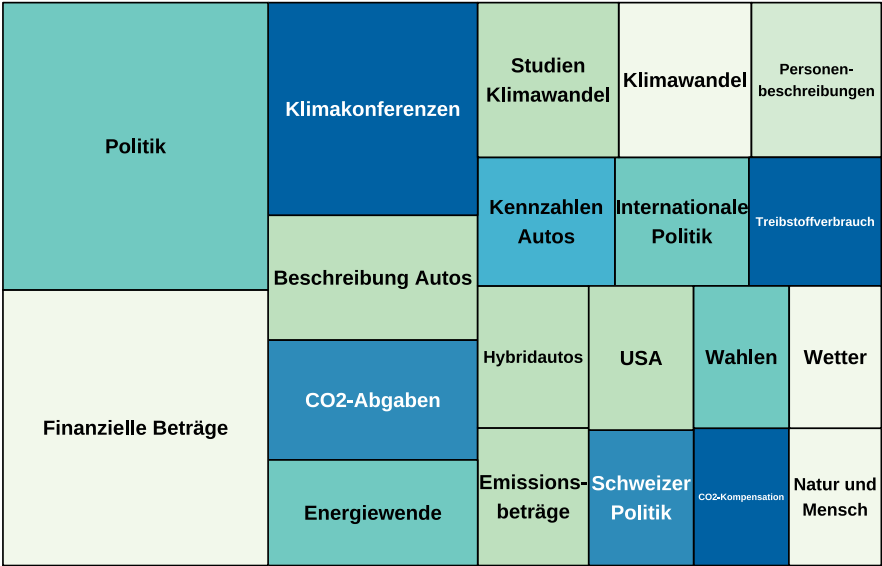 Politik
Finanzielle Beträge
Klimakonferenzen
Beschreibung Autos
CO2-Abgaben
Energiewende
Studien
Klimawandel
Klimawandel
Personen-
beschreibungen
Kennzahlen
Autos
Internationale
Politik
Treibstoffverbrauch
Hybridautos
USA
Wahlen
Wetter
Emissions-
beträge
Schweizer
Politik
CO2-Kompensation
Natur und
Mensch